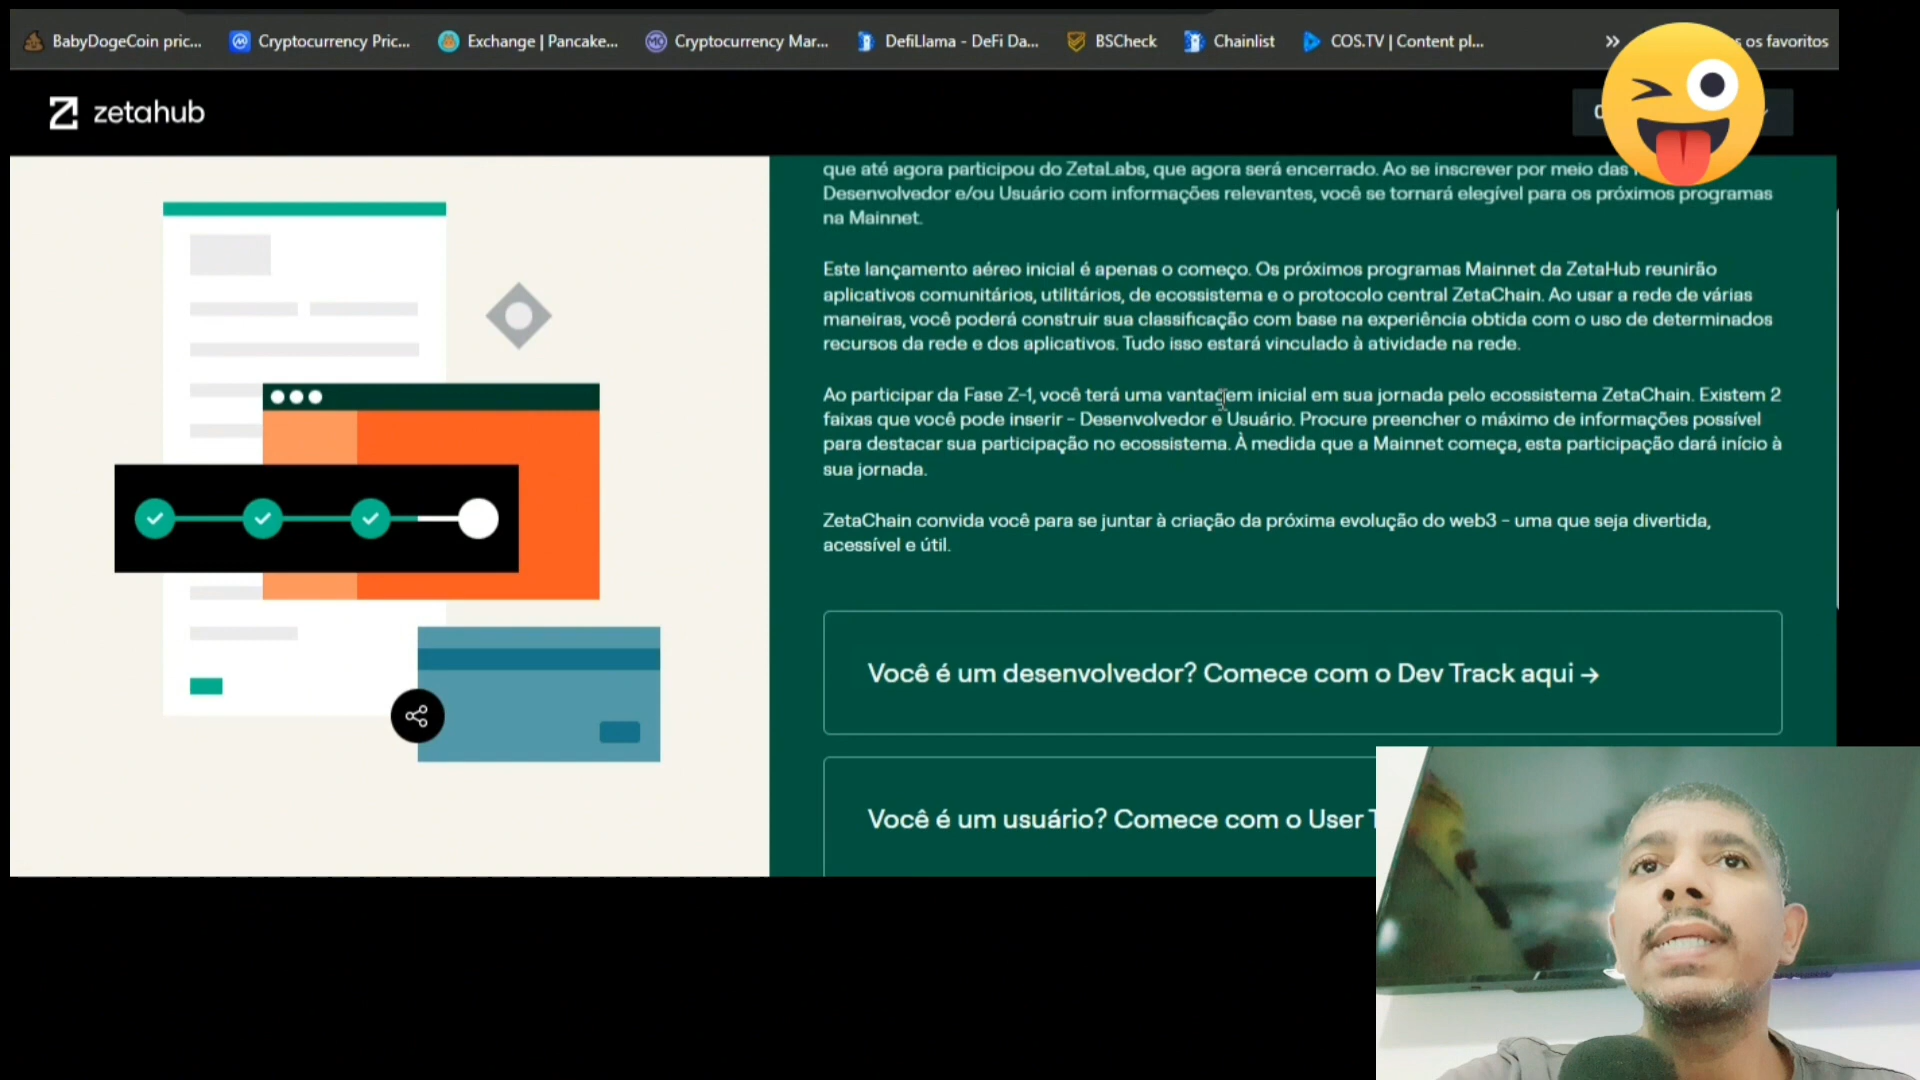 BabyDogeCoin pric... Cryptocurrency Pric... Exchange | Pancake... Cryptocurrency Mar... DefiLlama - DeFi Da... BSCheck Chainlist COS.TV | Content pl... » os favoritos
zetahub
que até agora participou do ZetaLabs, que agora será encerrado. Ao se inscrever por meio das
Desenvolvedor e/ou Usuário com informações relevantes, você se tornará elegível para os próximos programas
na Mainnet.
Este lançamento aéreo inicial é apenas o começo. Os próximos programas Mainnet da ZetaHub reunirão
aplicativos comunitários, utilitários, de ecossistema e o protocolo central ZetaChain. Ao usar a rede de várias
maneiras, você poderá construir sua classificação com base na experiência obtida com o uso de determinados
recursos da rede e dos aplicativos. Tudo isso estará vinculado à atividade na rede.
Ao participar da Fase Z-1, você terá uma vantagem inicial em sua jornada pelo ecossistema ZetaChain. Existem 2
faixas que você pode inserir - Desenvolvedor e Usuário. Procure preencher o máximo de informações possível
para destacar sua participação no ecossistema. À medida que a Mainnet começa, esta participação dará início à
sua jornada.
ZetaChain convida você para se juntar à criação da próxima evolução do web3 - uma que seja divertida,
acessível e útil.
Você é um desenvolvedor? Comece com o Dev Track aqui →
Você é um usuário? Comece com o User